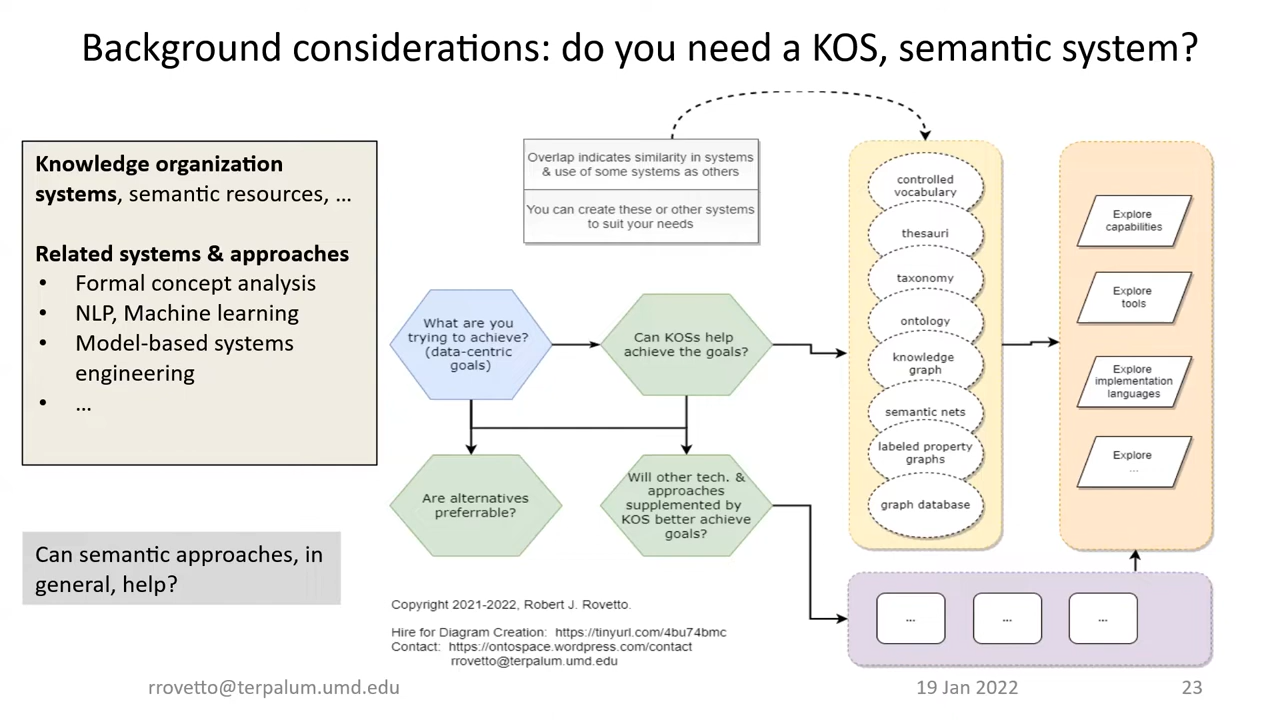 Background considerations: do you need a KOS, semantic system?
Knowledge organization
systems, semantic resources, ...
Related systems & approaches
• Formal concept analysis
• NLP, Machine learning
• Model-based systems
engineering
• ...
Can semantic approaches, in
general, help?
Overlap indicates similarity in systems
& use of some systems as others
You can create these or other systems
to suit your needs
What are you
trying to achieve?
(data-centric
goals)
Can KOSs help
achieve the goals?
Are alternatives
preferrable?
Will other tech. &
approaches
supplemented by
KOS better achieve
goals?
controlled
vocabulary
thesauri
taxonomy
ontology
knowledge
graph
semantic nets
labeled property
graphs
graph database
Explore
capabilities
Explore
tools
Explore
implementation
languages
Explore
...
...
...
...
Copyright 2021-2022, Robert J. Rovetto.
Hire for Diagram Creation: https://tinyurl.com/4bu74bmc
Contact: https://ontospace.wordpress.com/contact
rrovetto@terpalum.umd.edu
rrovetto@terpalum.umd.edu
19 Jan 2022
23